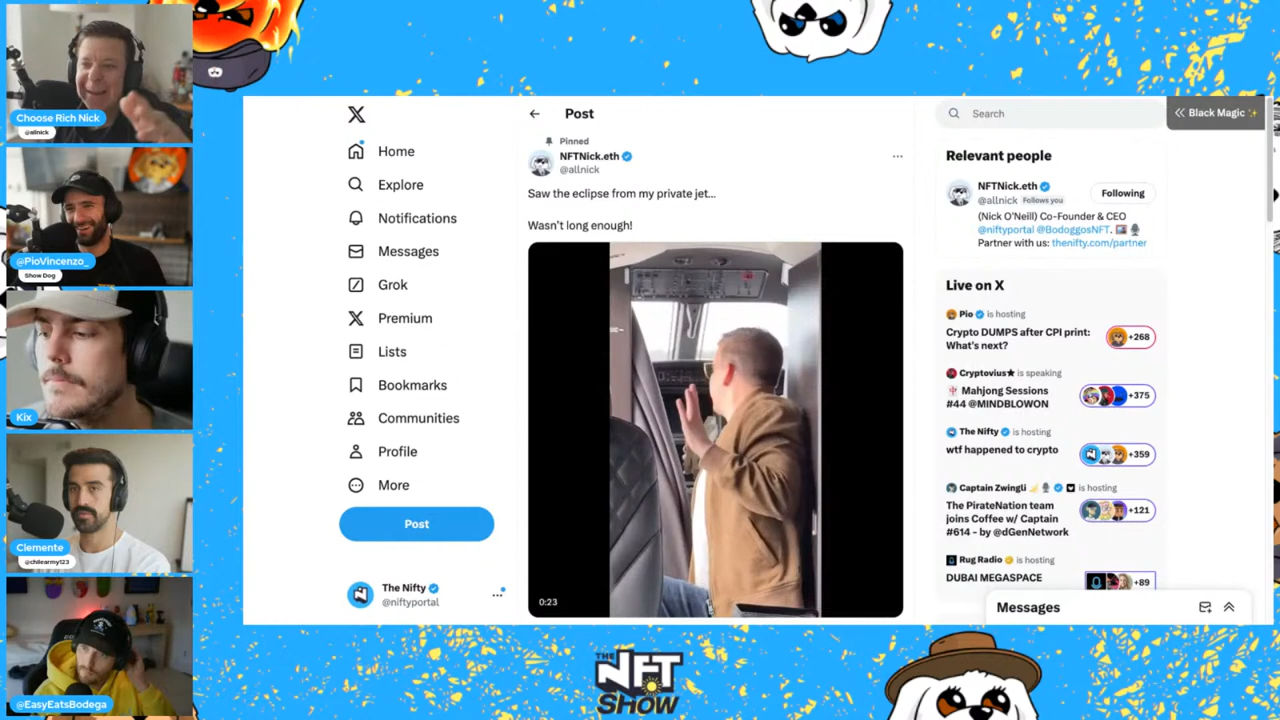 Choose Rich Nick
@allnick
@PioVincenzo_
Show Dog
Kix
Clemente
@chilearmy123
@EasyEatsBodega
Home
Explore
Notifications
Messages
Grok
Premium
Lists
Bookmarks
Communities
Profile
More
Post
The Nifty
@niftyportal
Post
Pinned
NFTNick.eth
@allnick
Saw the eclipse from my private jet...
Wasn't long enough!
0:23
Search
Black Magic
Relevant people
NFTNick.eth
@allnick Follows you
Following
(Nick O'Neill) Co-Founder & CEO
@niftyportal @BodoggosNFT.
Partner with us: thenifty.com/partner
Live on X
Pio is hosting
Crypto DUMPS after CPI print:
What's next?
+268
Cryptovius is speaking
Mahjong Sessions
#44 @MINDBLOWON
+375
The Nifty is hosting
wtf happened to crypto
+359
Captain Zwingli is hosting
The PirateNation team
joins Coffee w/ Captain
#614 - by @dGenNetwork
+121
Rug Radio is hosting
DUBAI MEGASPACE
+89
Messages
THE
NFT
SHOW